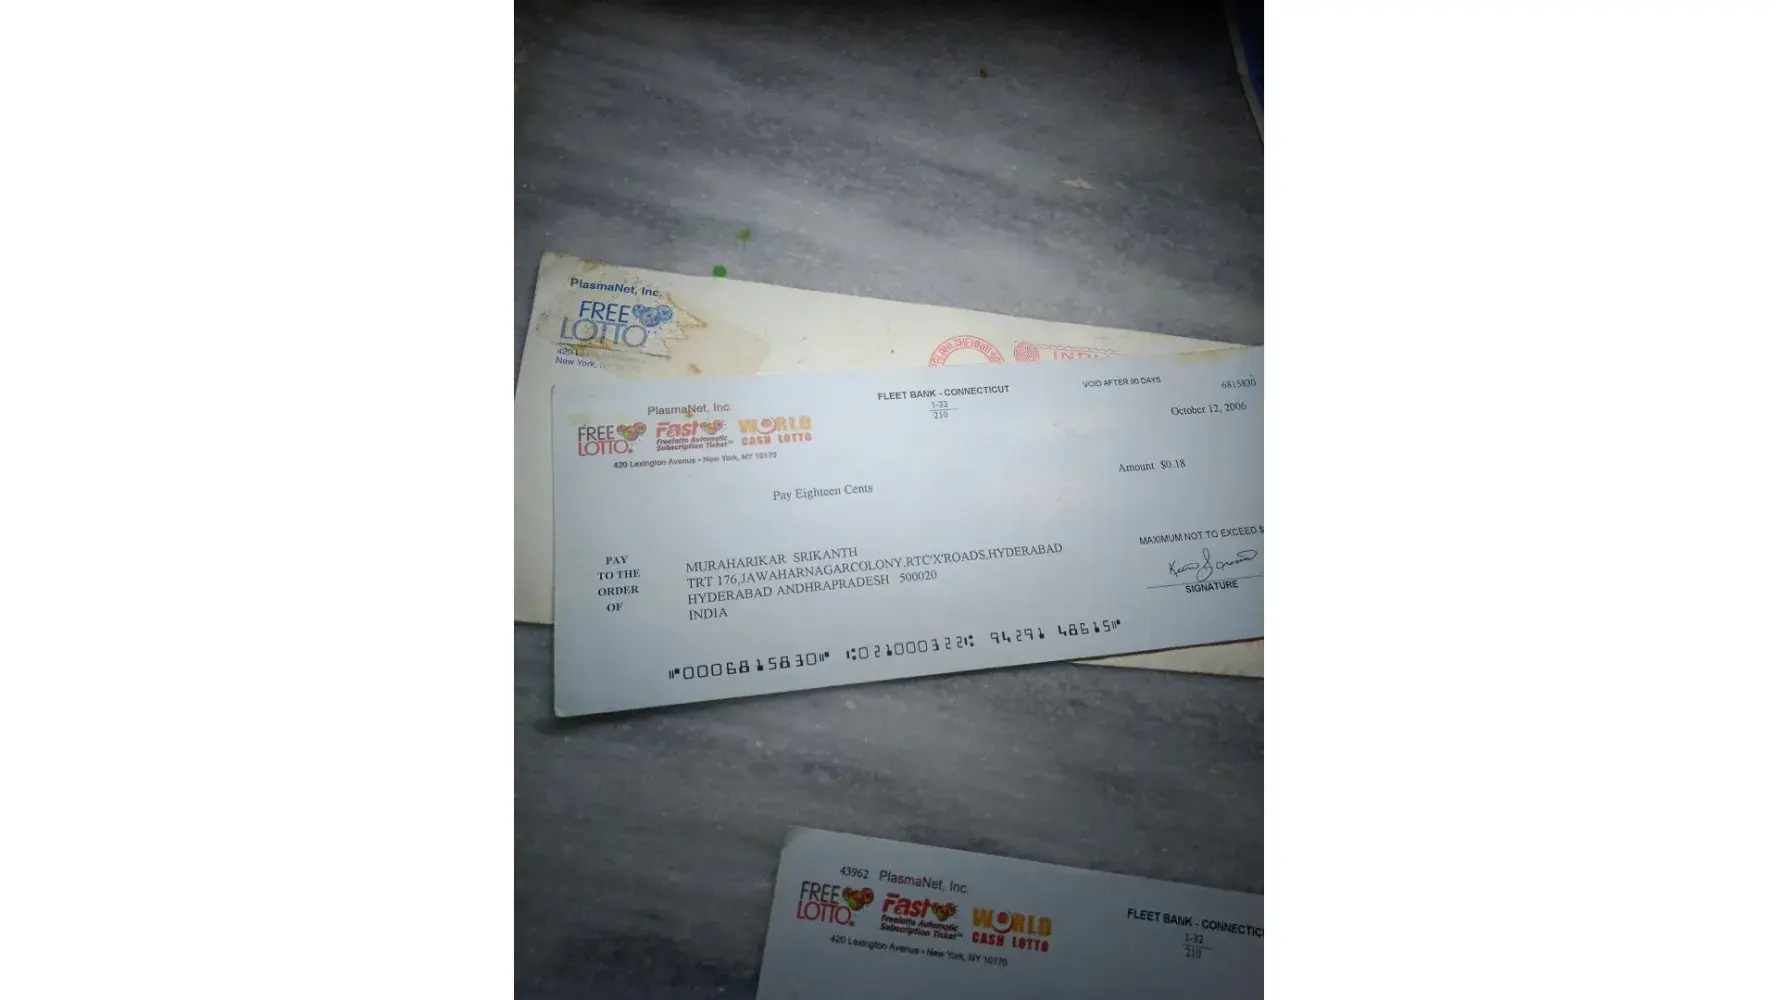 PlasmaNet, Inc.
FREE
LOTTO
420
New York,
INDIA
PlasmaNet, Inc.
FREE LOTTO.
FAST Freelotto Automatic Subscription Ticket™
WORLD CASH LOTTO
420 Lexington Avenue • New York, NY 10170
FLEET BANK - CONNECTICUT
1-32
210
VOID AFTER 90 DAYS
6815830
October 12, 2006
Amount $0.18
Pay Eighteen Cents
MAXIMUM NOT TO EXCEED $
SIGNATURE
PAY
TO THE
ORDER
OF
MURAHARIKAR SRIKANTH
TRT 176,JAWAHARNAGARCOLONY,RTC'X'ROADS,HYDERABAD
HYDERABAD ANDHRAPRADESH 500020
INDIA
⑈0006815830⑈ ⑆021000322⑆ 94291 48615⑈
43962 PlasmaNet, Inc.
FREE LOTTO.
FAST Freelotto Automatic Subscription Ticket™
WORLD CASH LOTTO
420 Lexington Avenue • New York, NY 10170
FLEET BANK - CONNECTIC
1-32
210